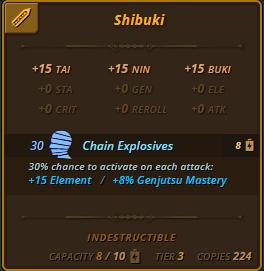 Shibuki
+15 TAI +15 NIN +15 BUKI
+0 STA +0 GEN +0 ELE
+0 CRIT +0 REROLL +0 ATK
30 Chain Explosives 8
30% chance to activate on each attack:
+15 Element / +8% Genjutsu Mastery
INDESTRUCTIBLE
CAPACITY 8 / 10 TIER 3 COPIES 224